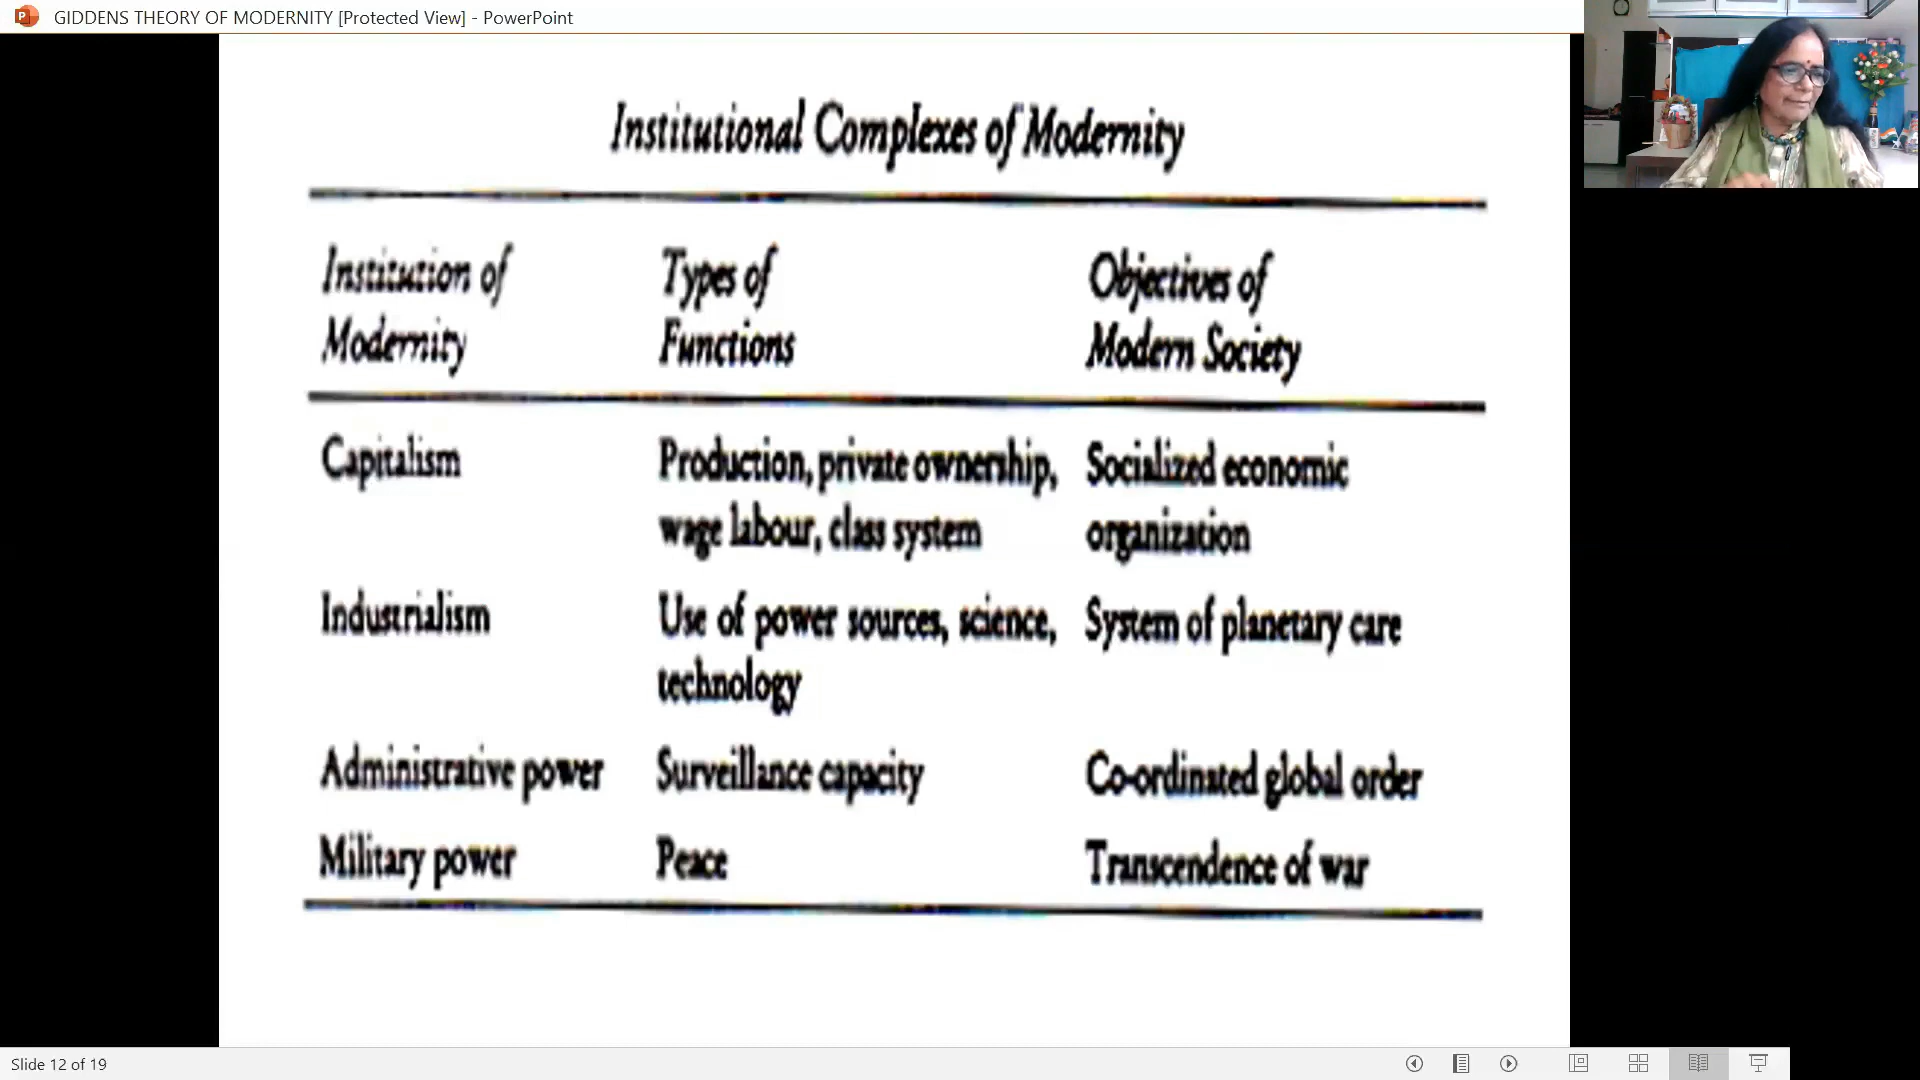 GIDDENS THEORY OF MODERNITY [Protected View] - PowerPoint
Institutional Complexes of Modernity
Institution of Modernity
Types of Functions
Objectives of Modern Society
Capitalism
Production, private ownership,
wage labour, class system
Socialized economic
organization
Industrialism
Use of power sources, science,
technology
System of planetary care
Administrative power
Surveillance capacity
Co-ordinated global order
Military power
Peace
Transcendence of war
Slide 12 of 19